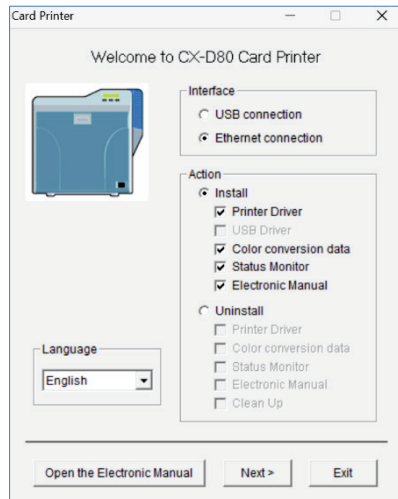 Card Printer
Welcome to CX-D80 Card Printer
Interface
USB connection
Ethernet connection
Action
Install
Printer Driver
USB Driver
Color conversion data
Status Monitor
Electronic Manual
Uninstall
Printer Driver
Color conversion data
Status Monitor
Electronic Manual
Clean Up
Language
English
Open the Electronic Manual
Next >
Exit